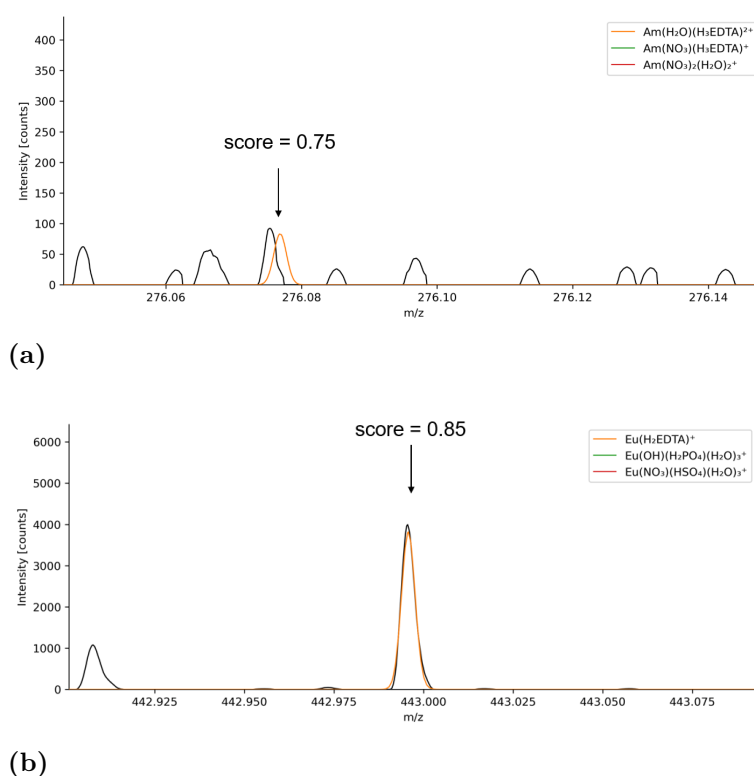 400
350
300
250
200
150
100
50
0
Intensity [counts]
Am(H₂O)(H₃EDTA)²⁺
Am(NO₃)(H₃EDTA)⁺
Am(NO₃)₂(H₂O)₂⁺
score = 0.75
276.06 276.08 276.10 276.12 276.14
m/z
(a)
6000
5000
4000
3000
2000
1000
0
Intensity [counts]
score = 0.85
Eu(H₂EDTA)⁺
Eu(OH)(H₂PO₄)(H₂O)₃⁺
Eu(NO₃)(HSO₄)(H₂O)₃⁺
442.925 442.950 442.975 443.000 443.025 443.050 443.075
m/z
(b)